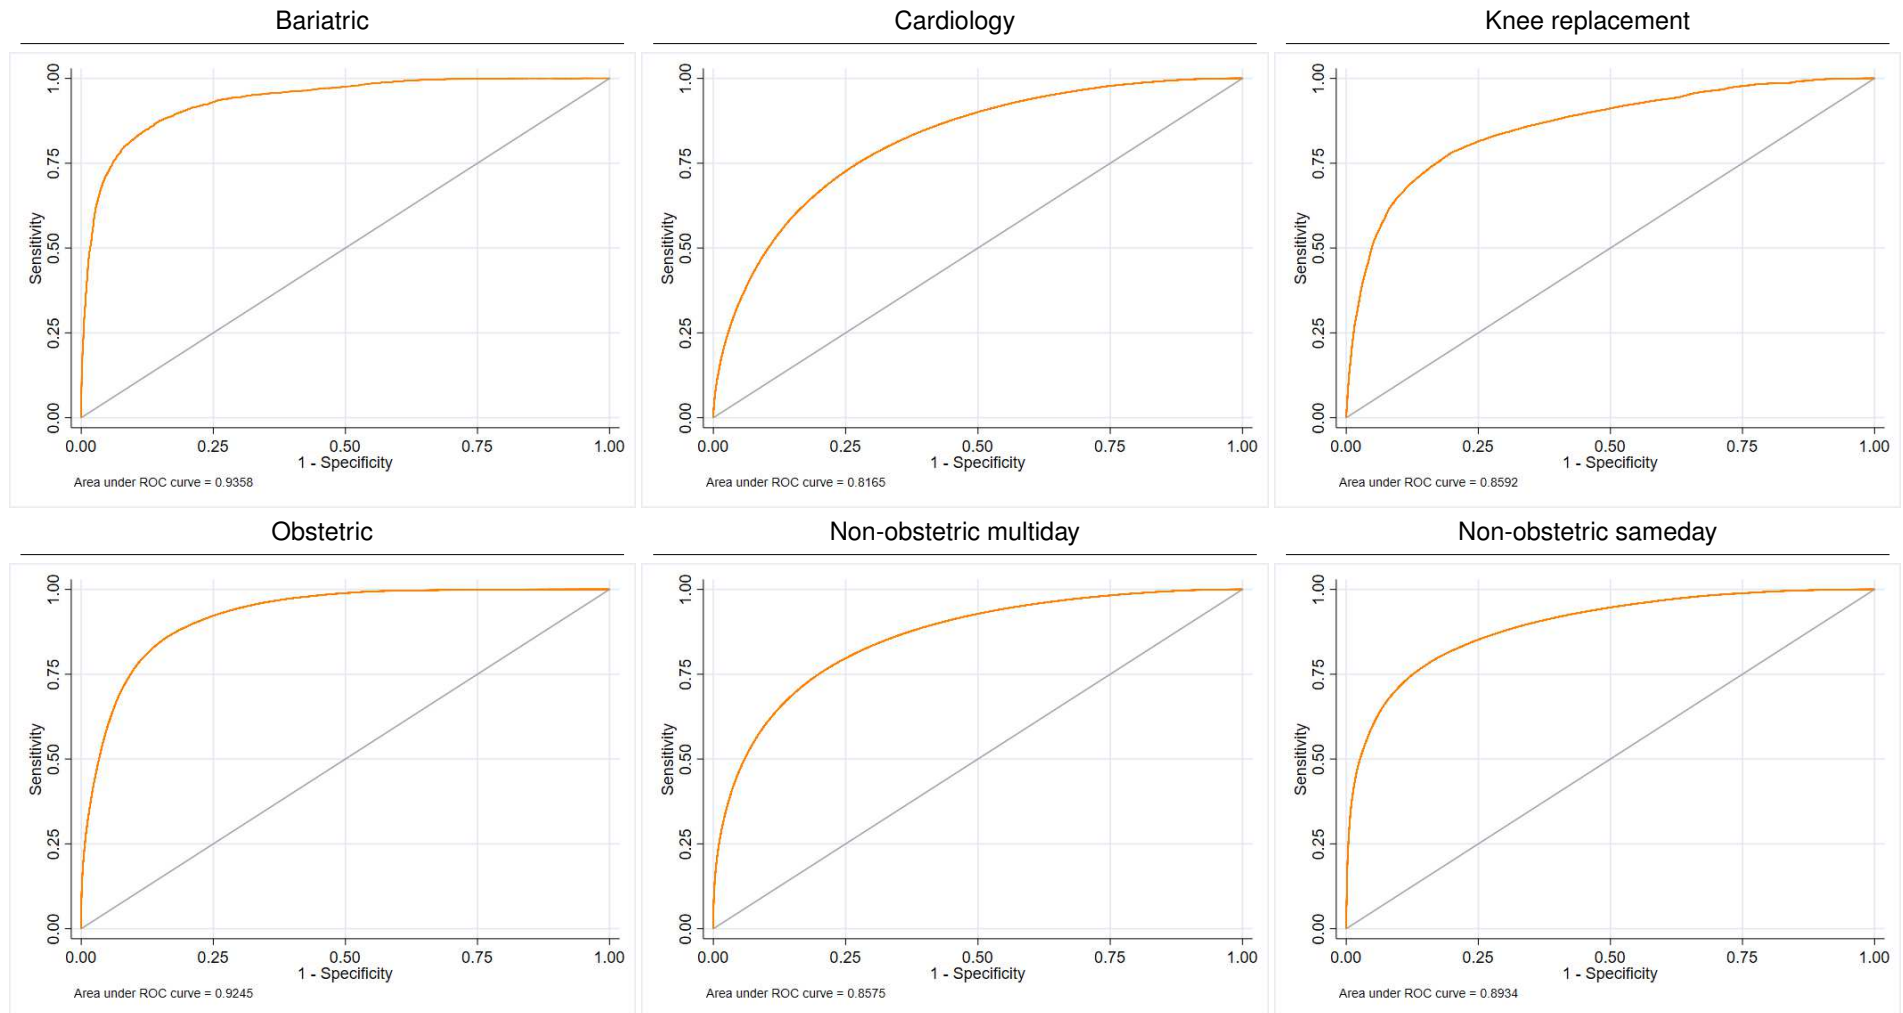 Bariatric
Sensitivity
0.00 0.25 0.50 0.75 1.00
0.00 0.25 0.50 0.75 1.00
1 - Specificity
Area under ROC curve = 0.9358
Cardiology
Sensitivity
0.00 0.25 0.50 0.75 1.00
0.00 0.25 0.50 0.75 1.00
1 - Specificity
Area under ROC curve = 0.8165
Knee replacement
Sensitivity
0.00 0.25 0.50 0.75 1.00
0.00 0.25 0.50 0.75 1.00
1 - Specificity
Area under ROC curve = 0.8592
Obstetric
Sensitivity
0.00 0.25 0.50 0.75 1.00
0.00 0.25 0.50 0.75 1.00
1 - Specificity
Area under ROC curve = 0.9245
Non-obstetric multiday
Sensitivity
0.00 0.25 0.50 0.75 1.00
0.00 0.25 0.50 0.75 1.00
1 - Specificity
Area under ROC curve = 0.8575
Non-obstetric sameday
Sensitivity
0.00 0.25 0.50 0.75 1.00
0.00 0.25 0.50 0.75 1.00
1 - Specificity
Area under ROC curve = 0.8934